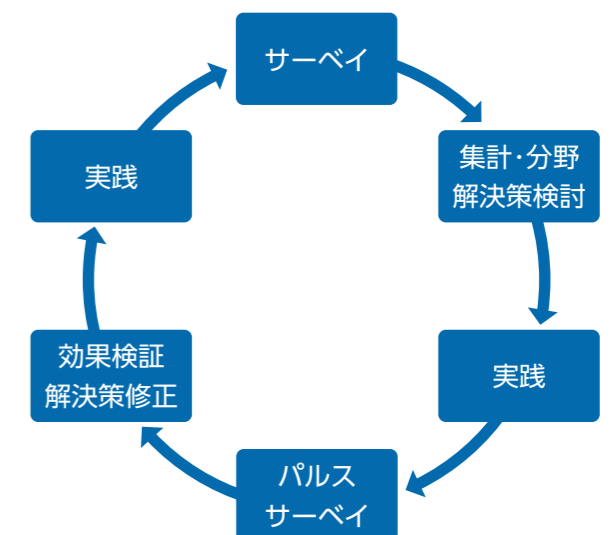 サーベイ
集計・分野
解決策検討
実践
パルス
サーベイ
効果検証
解決策修正
実践